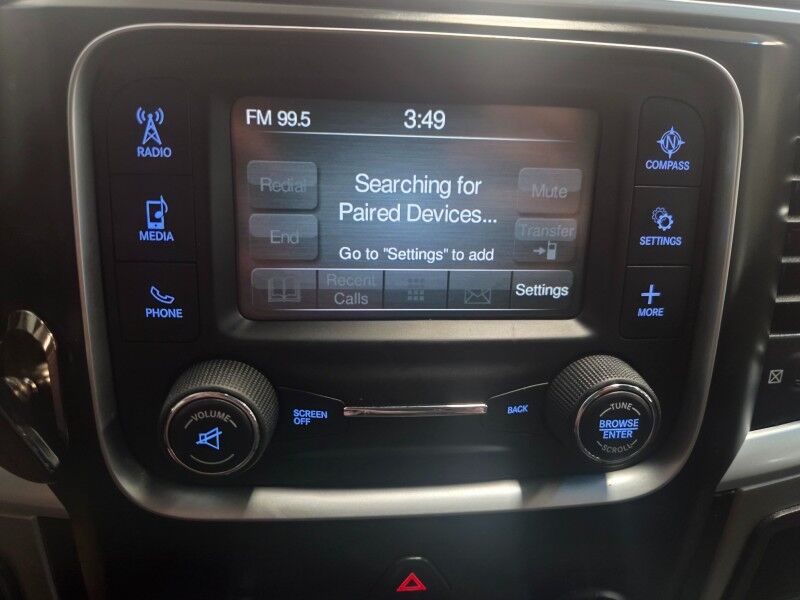 FM 99.5
3:49
RADIO
MEDIA
PHONE
Redial
End
Searching for
Paired Devices...
Go to "Settings" to add
Mute
Transfer
Recent
Calls
Settings
N
COMPASS
SETTINGS
MORE
VOLUME
SCREEN
OFF
BACK
TUNE
BROWSE
ENTER
SCROLL